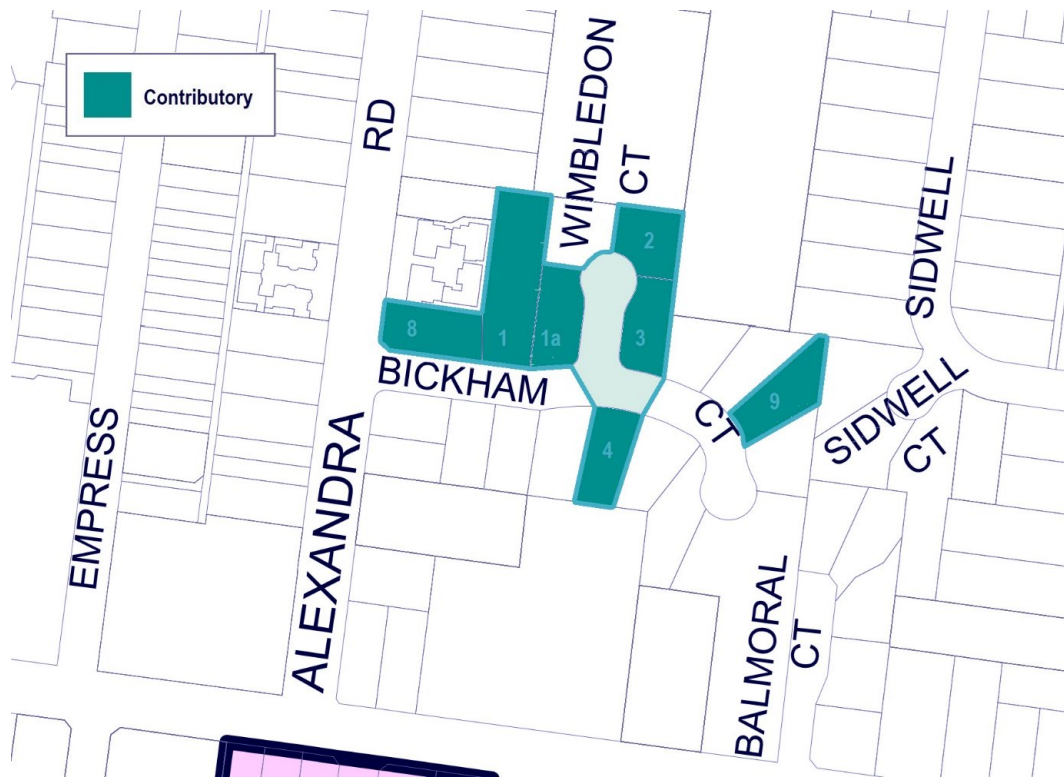 Contributory
RD
WIMBLEDON
CT
2
SIDWELL
8
1
1a
3
BICKHAM
CT
9
SIDWELL
CT
4
EMPRESS
ALEXANDRA
BALMORAL
CT